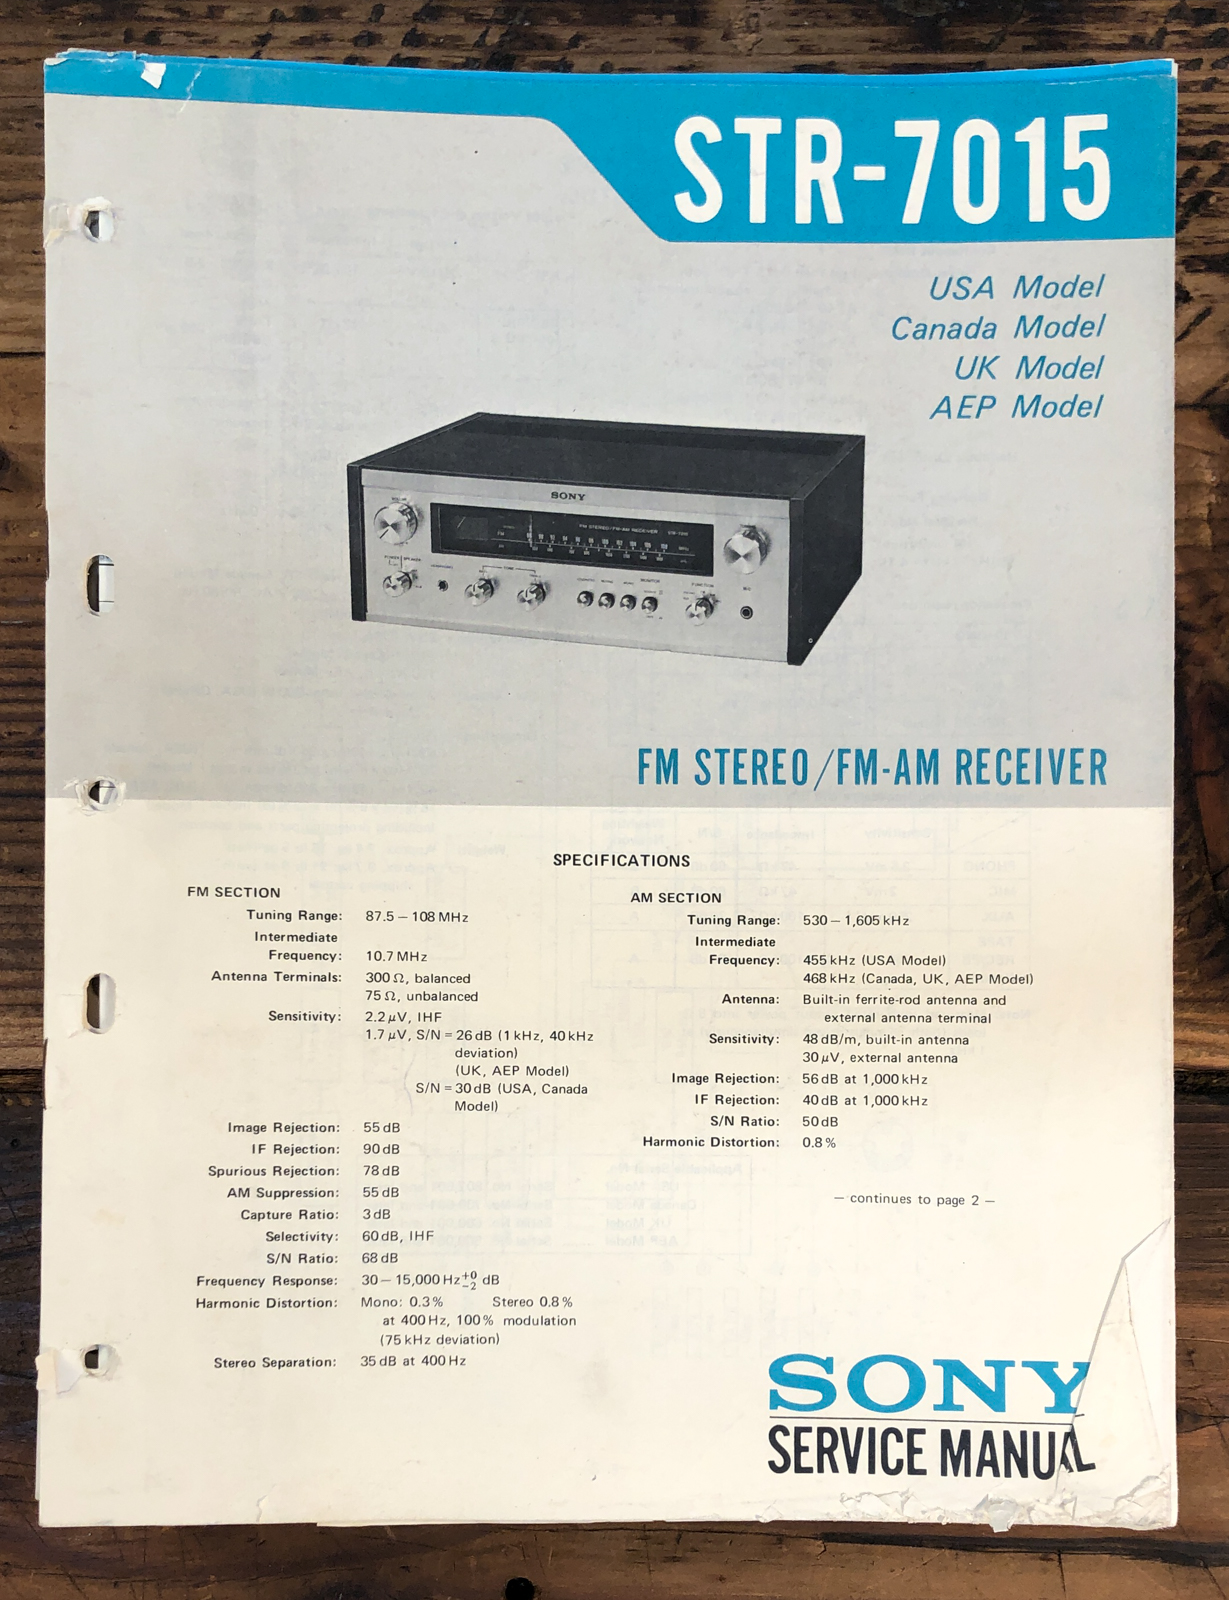 STR-7015
USA Model
Canada Model
UK Model
AEP Model
SONY
FM STEREO/FM-AM RECEIVER
FM STEREO/FM-AM RECEIVER
SPECIFICATIONS
FM SECTION
Tuning Range: 87.5 – 108 MHz
Intermediate
Frequency: 10.7 MHz
Antenna Terminals: 300 Ω, balanced
75 Ω, unbalanced
Sensitivity: 2.2 μV, IHF
1.7 μV, S/N = 26 dB (1 kHz, 40 kHz
deviation)
(UK, AEP Model)
S/N = 30 dB (USA, Canada
Model)
Image Rejection: 55 dB
IF Rejection: 90 dB
Spurious Rejection: 78 dB
AM Suppression: 55 dB
Capture Ratio: 3 dB
Selectivity: 60 dB, IHF
S/N Ratio: 68 dB
Frequency Response: 30 – 15,000 Hz +0 −2 dB
Harmonic Distortion: Mono: 0.3 % Stereo 0.8 %
at 400 Hz, 100 % modulation
(75 kHz deviation)
Stereo Separation: 35 dB at 400 Hz
AM SECTION
Tuning Range: 530 – 1,605 kHz
Intermediate
Frequency: 455 kHz (USA Model)
468 kHz (Canada, UK, AEP Model)
Antenna: Built-in ferrite-rod antenna and
external antenna terminal
Sensitivity: 48 dB/m, built-in antenna
30 μV, external antenna
Image Rejection: 56 dB at 1,000 kHz
IF Rejection: 40 dB at 1,000 kHz
S/N Ratio: 50 dB
Harmonic Distortion: 0.8 %
– continues to page 2 –
SONY
SERVICE MANUAL